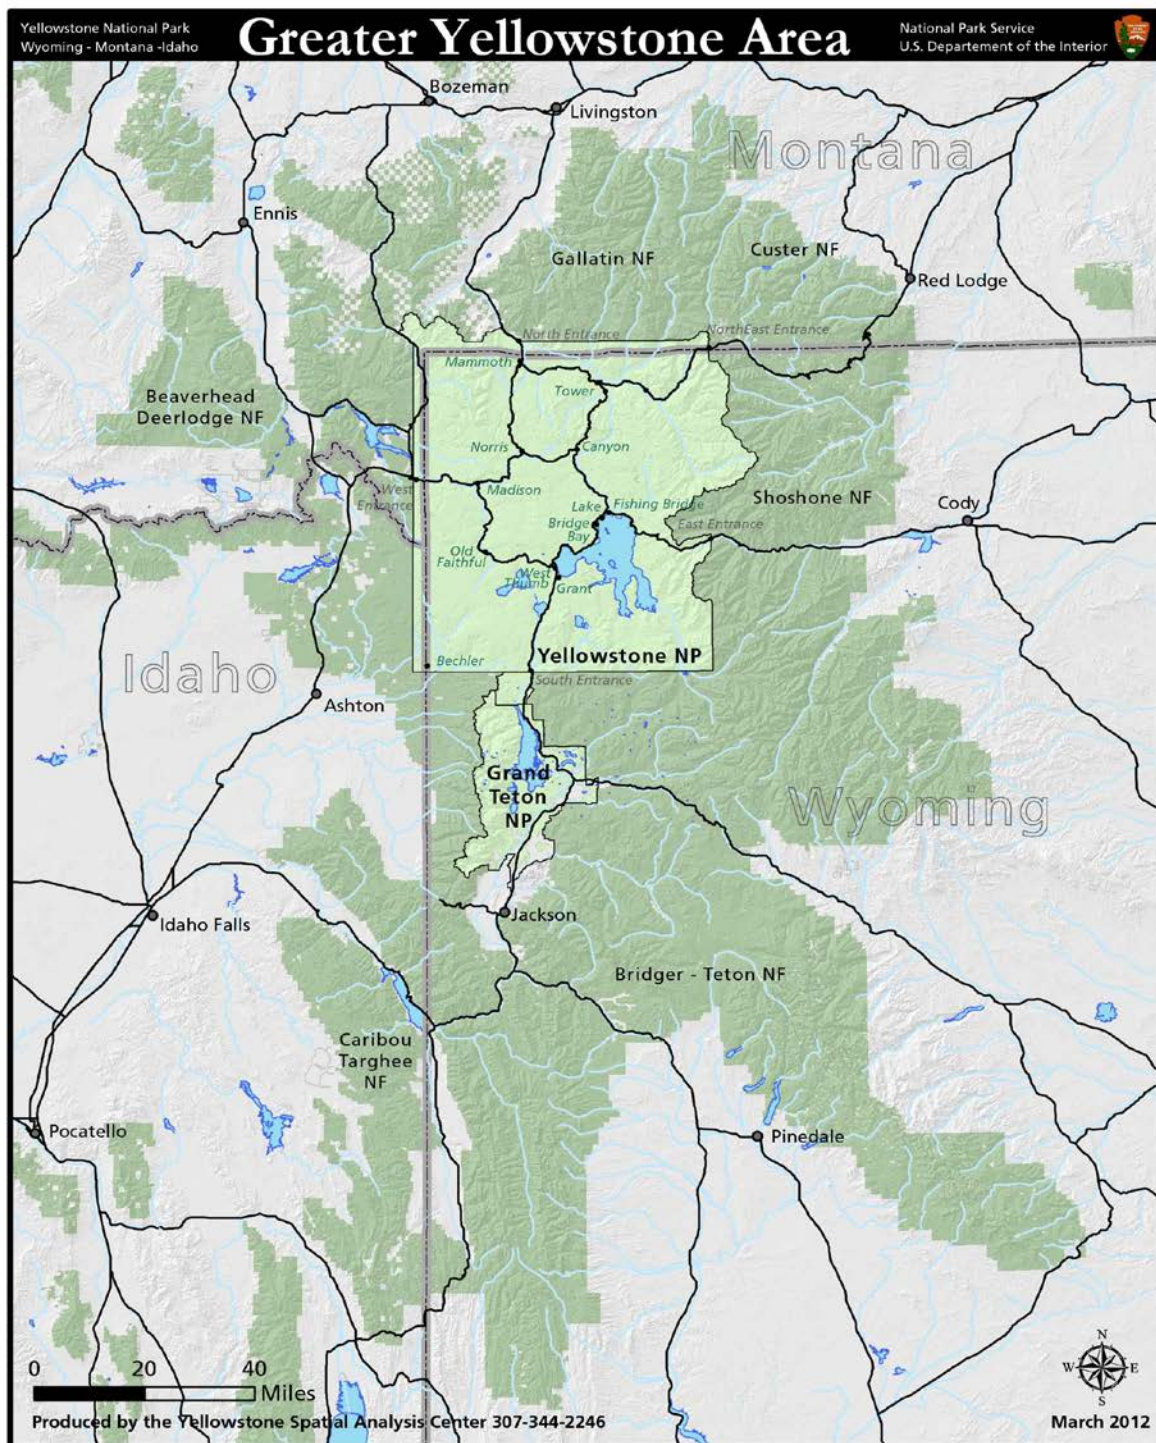 Yellowstone National Park
Wyoming - Montana -Idaho
Greater Yellowstone Area
National Park Service
U.S. Departement of the Interior
Bozeman
Livingston
Montana
Ennis
Gallatin NF
Custer NF
Red Lodge
North Entrance
NorthEast Entrance
Mammoth
Tower
Beaverhead
Deerlodge NF
Norris
Canyon
West
Entrance
Madison
Lake
Fishing Bridge
Shoshone NF
Cody
Bridge
Bay
East Entrance
Old
Faithful
West
Thumb
Grant
Idaho
Bechler
Yellowstone NP
South Entrance
Ashton
Grand
Teton
NP
Wyoming
Idaho Falls
Jackson
Bridger - Teton NF
Caribou
Targhee
NF
Pocatello
Pinedale
0 20 40
Miles
N
W E
S
Produced by the Yellowstone Spatial Analysis Center 307-344-2246
March 2012